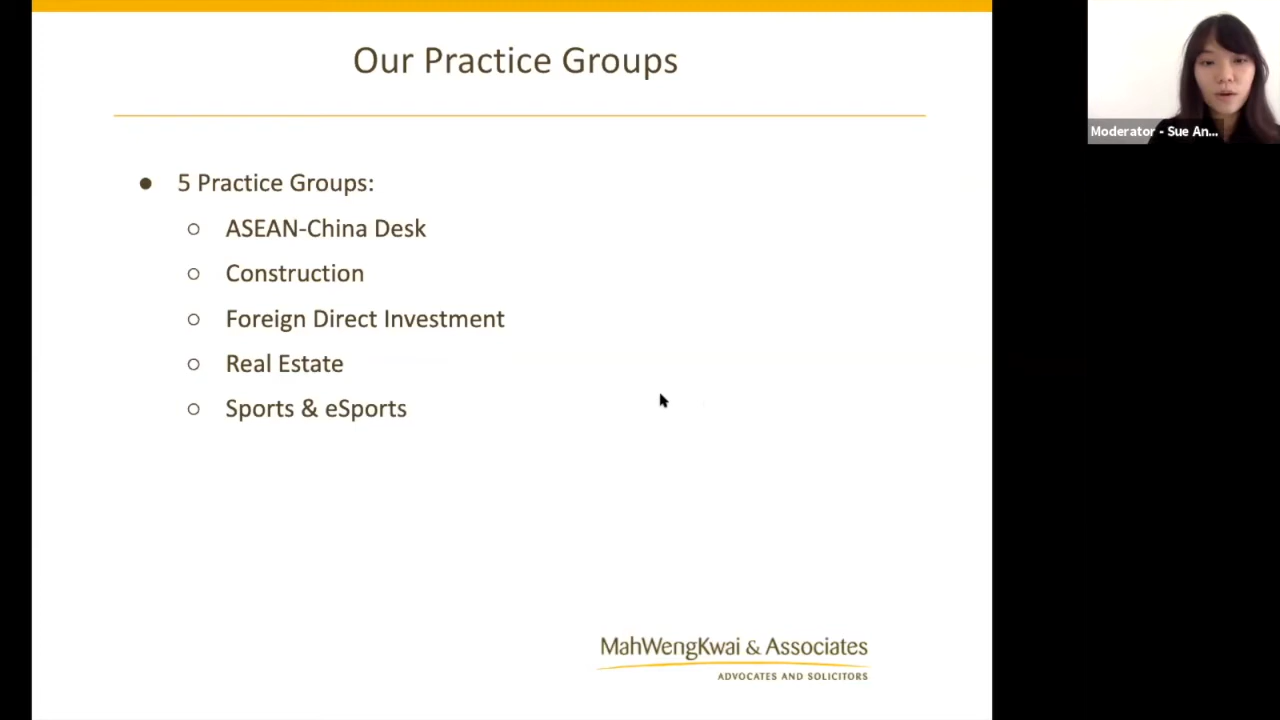 Our Practice Groups
● 5 Practice Groups:
○ ASEAN-China Desk
○ Construction
○ Foreign Direct Investment
○ Real Estate
○ Sports & eSports
MahWengKwai & Associates
ADVOCATES AND SOLICITORS
Moderator - Sue An...